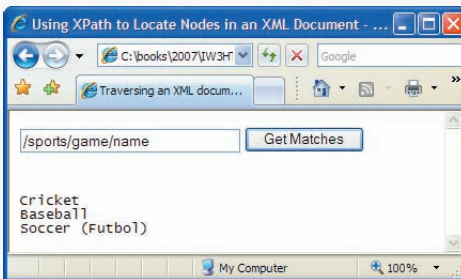 Using XPath to Locate Nodes in an XML Document - ...
C:\books\2007\IW3HT
Google
Traversing an XML docum...
»
/sports/game/name
Get Matches
Cricket
Baseball
Soccer (Futbol)
My Computer
100%